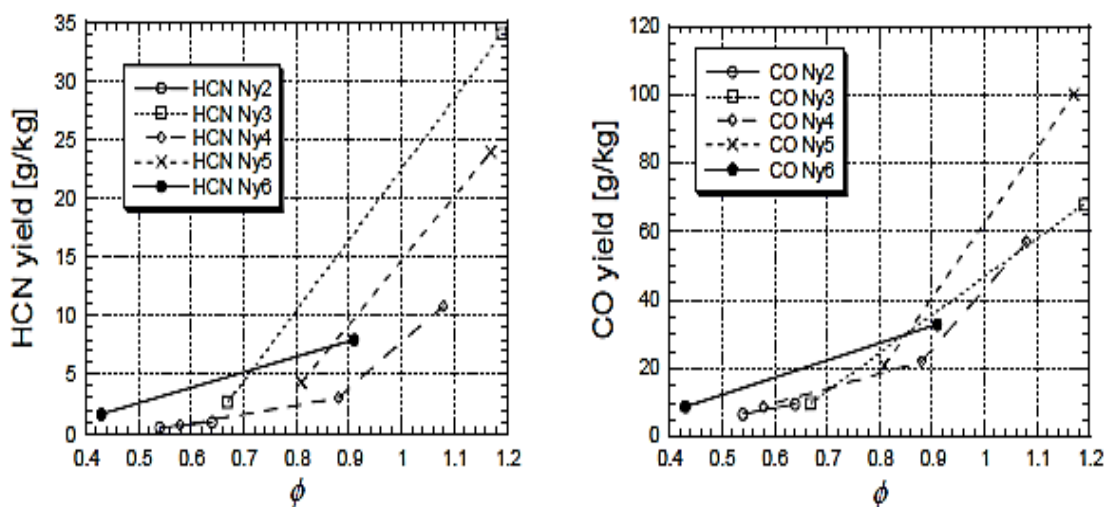 35
30
25
20
15
10
5
0
HCN yield [g/kg]
HCN Ny2
HCN Ny3
HCN Ny4
HCN Ny5
HCN Ny6
0.4 0.5 0.6 0.7 0.8 0.9 1 1.1 1.2
ϕ
120
100
80
60
40
20
0
CO yield [g/kg]
CO Ny2
CO Ny3
CO Ny4
CO Ny5
CO Ny6
0.4 0.5 0.6 0.7 0.8 0.9 1 1.1 1.2
ϕ